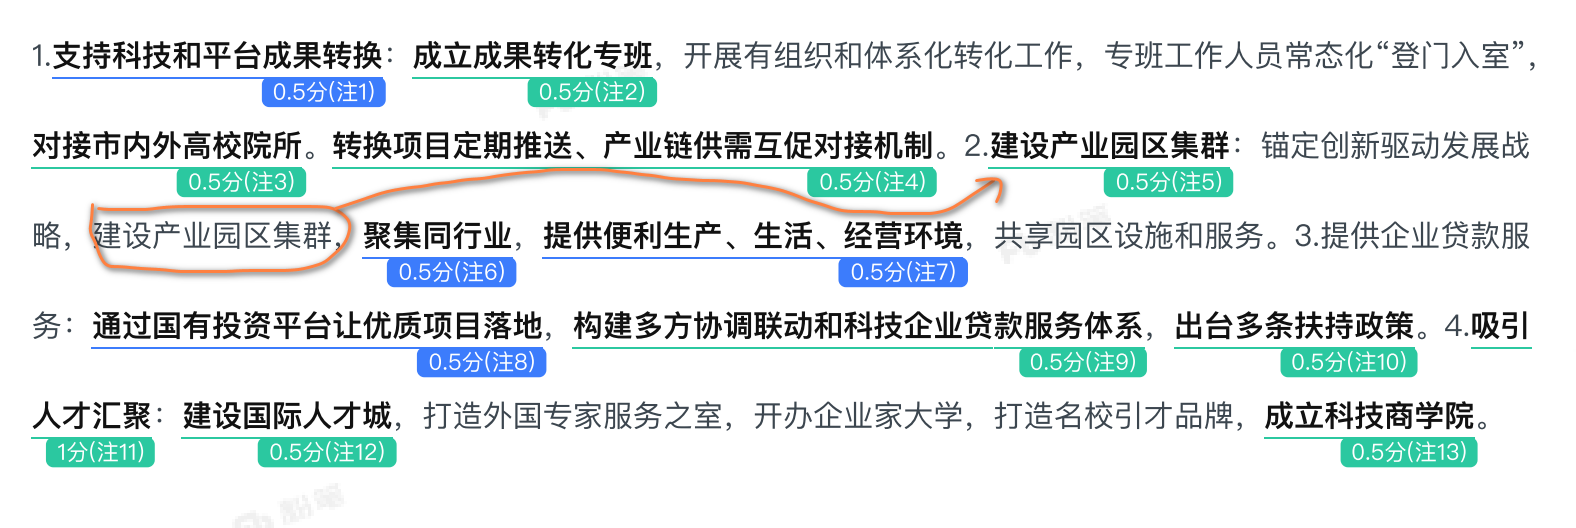 1.支持科技和平台成果转换：成立成果转化专班，开展有组织和体系化转化工作，专班工作人员常态化“登门入室”，
0.5分(注1) 0.5分(注2)
对接市内外高校院所。转换项目定期推送、产业链供需互促对接机制。2.建设产业园区集群：锚定创新驱动发展战
0.5分(注3) 0.5分(注4) 0.5分(注5)
略，建设产业园区集群，聚集同行业，提供便利生产、生活、经营环境，共享园区设施和服务。3.提供企业贷款服
0.5分(注6) 0.5分(注7)
务：通过国有投资平台让优质项目落地，构建多方协调联动和科技企业贷款服务体系，出台多条扶持政策。4.吸引
0.5分(注8) 0.5分(注9) 0.5分(注10)
人才汇聚：建设国际人才城，打造外国专家服务之室，开办企业家大学，打造名校引才品牌，成立科技商学院。
1分(注11) 0.5分(注12) 0.5分(注13)
粉笔